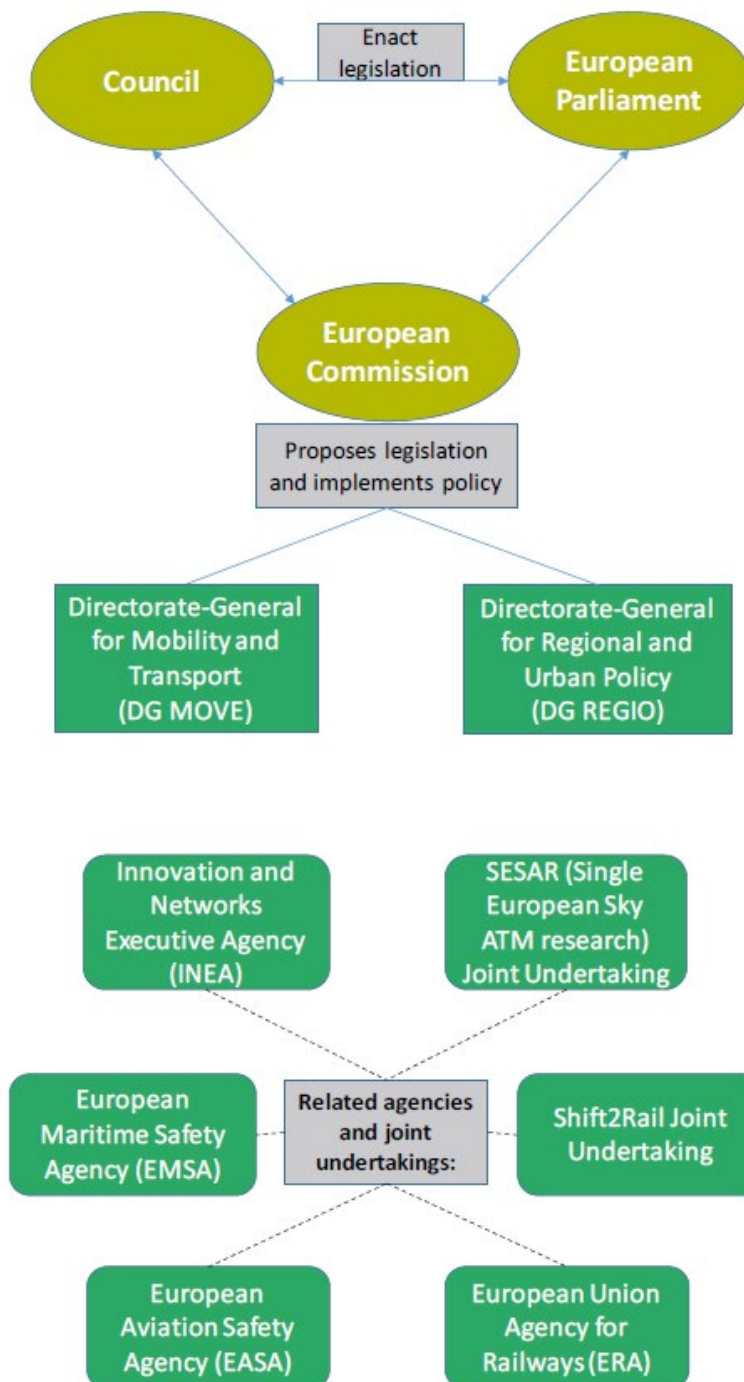 Council
Enact
legislation
European
Parliament
European
Commission
Proposes legislation
and implements policy
Directorate-General
for Mobility and
Transport
(DG MOVE)
Directorate-General
for Regional and
Urban Policy
(DG REGIO)
Innovation and
Networks
Executive Agency
(INEA)
SESAR (Single
European Sky
ATM research)
Joint Undertaking
European
Maritime Safety
Agency (EMSA)
Related agencies
and joint
undertakings:
Shift2Rail Joint
Undertaking
European
Aviation Safety
Agency (EASA)
European Union
Agency for
Railways (ERA)